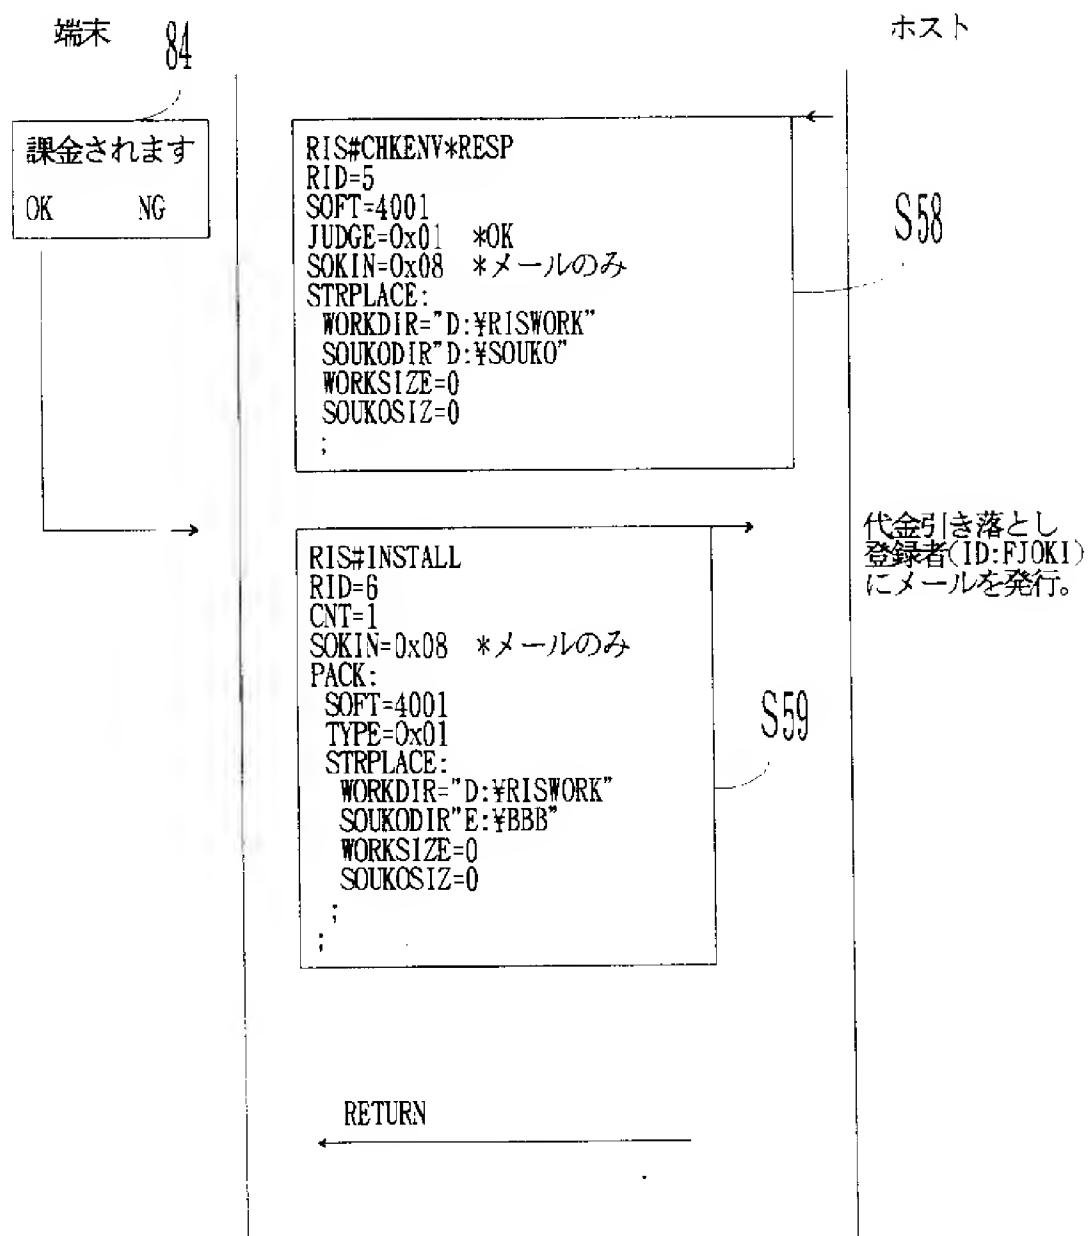 端末
84
ホスト
課金されます
OK NG
RIS#CHKENV*RESP
RID=5
SOFT=4001
JUDGE=0x01 *OK
SOKIN=0x08 *メールのみ
STRPLACE:
WORKDIR="D:¥RISWORK"
SOUKODIR"D:¥SOUKO"
WORKSIZE=0
SOUKOSIZ=0
;
S58
代金引き落とし
登録者(ID:FJOKI)
にメールを発行。
RIS#INSTALL
RID=6
CNT=1
SOKIN=0x08 *メールのみ
PACK:
SOFT=4001
TYPE=0x01
STRPLACE:
WORKDIR="D:¥RISWORK"
SOUKODIR"E:¥BBB"
WORKSIZE=0
SOUKOSIZ=0
;
;
S59
RETURN